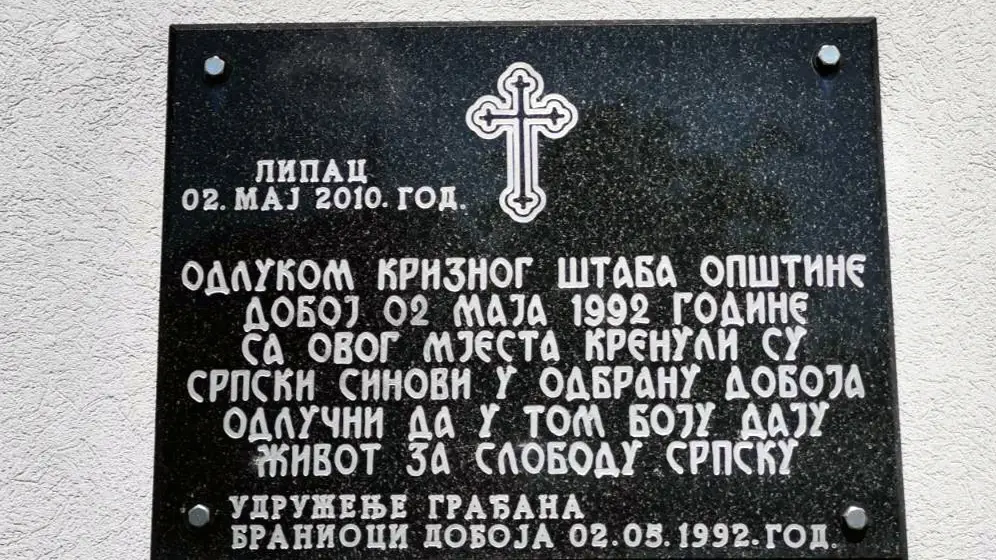 ЛИПАЦ
02. МАЈ 2010. ГОД.
ОДЛУКОМ КРИЗНОГ ШТАБА ОПШТИНЕ
ДОБОЈ 02 МАЈА 1992 ГОДИНЕ
СА ОВОГ МЈЕСТА КРЕНУЛИ СУ
СРПСКИ СИНОВИ У ОДБРАНУ ДОБОЈА
ОДЛУЧНИ ДА У ТОМ БОЈУ ДАЈУ
ЖИВОТ ЗА СЛОБОДУ СРПСКУ
УДРУЖЕЊЕ ГРАЂАНА
БРАНИОЦИ ДОБОЈА 02.05.1992.ГОД.